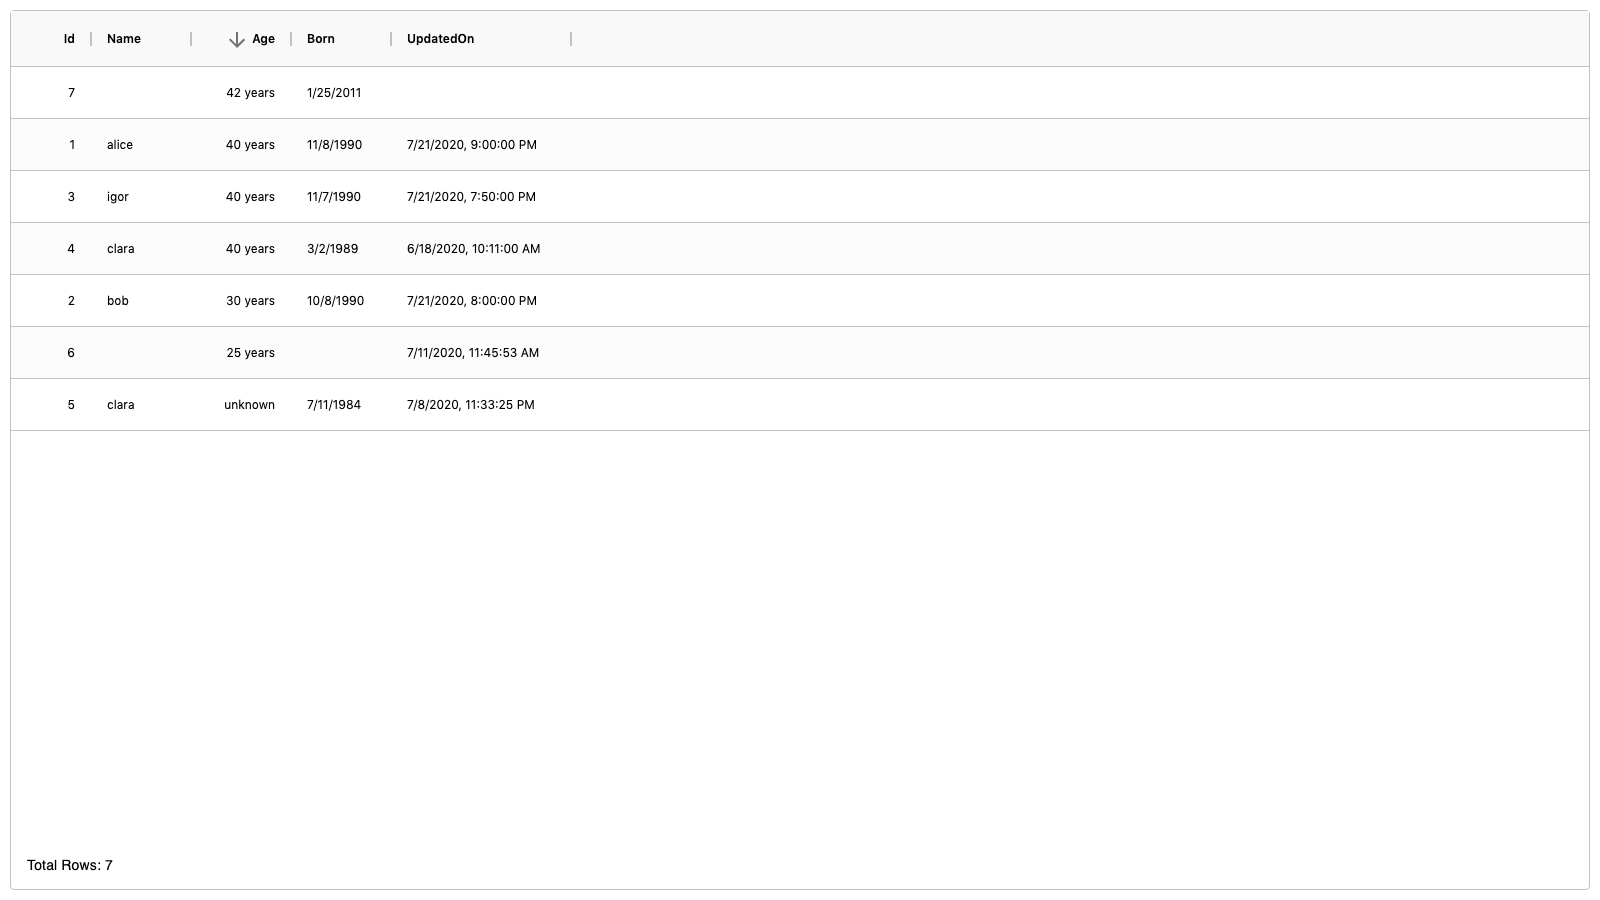 Id Name Age Born UpdatedOn
7 42 years 1/25/2011
1 alice 40 years 11/8/1990 7/21/2020, 9:00:00 PM
3 igor 40 years 11/7/1990 7/21/2020, 7:50:00 PM
4 clara 40 years 3/2/1989 6/18/2020, 10:11:00 AM
2 bob 30 years 10/8/1990 7/21/2020, 8:00:00 PM
6 25 years 7/11/2020, 11:45:53 AM
5 clara unknown 7/11/1984 7/8/2020, 11:33:25 PM
Total Rows: 7